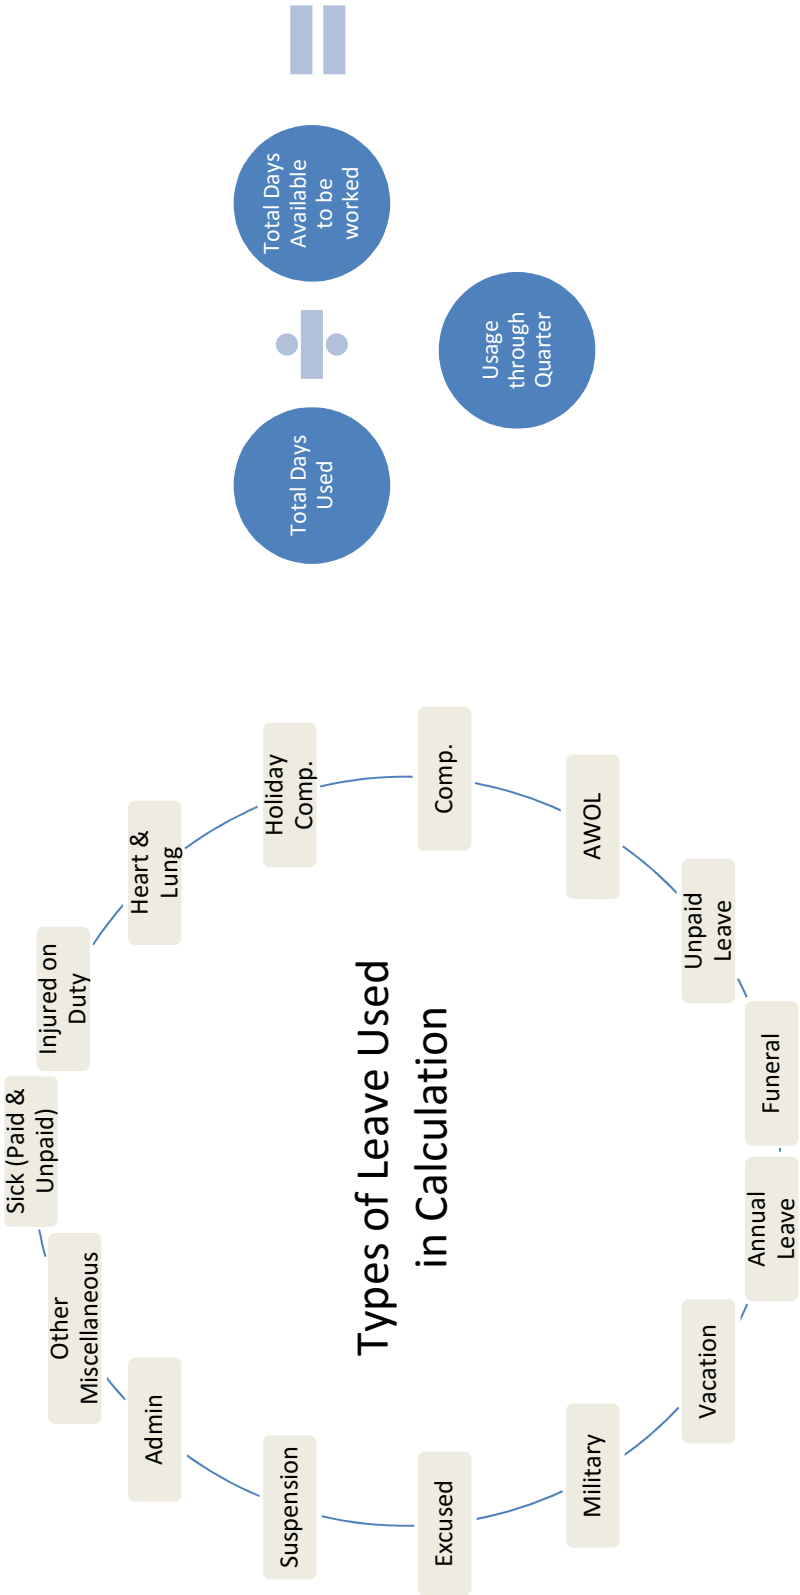 Types of Leave Used
in Calculation
Sick (Paid &
Unpaid)
Injured on
Duty
Heart &
Lung
Holiday
Comp.
Comp.
AWOL
Unpaid
Leave
Funeral
Annual
Leave
Vacation
Military
Excused
Suspension
Admin
Other
Miscellaneous
Total Days
Used
÷
Total Days
Available
to be
worked
=
Usage
through
Quarter